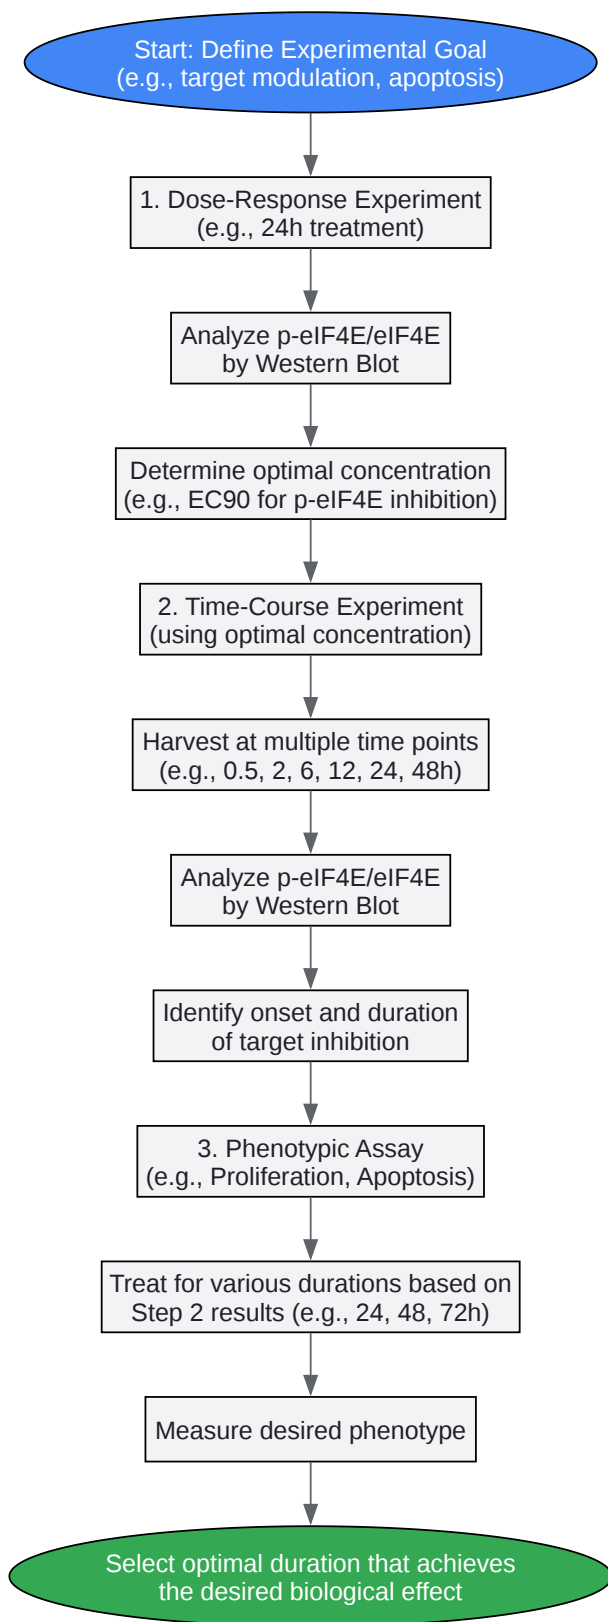 Start: Define Experimental Goal
(e.g., target modulation, apoptosis)
1. Dose-Response Experiment
(e.g., 24h treatment)
Analyze p-eIF4E/eIF4E
by Western Blot
Determine optimal concentration
(e.g., EC90 for p-eIF4E inhibition)
2. Time-Course Experiment
(using optimal concentration)
Harvest at multiple time points
(e.g., 0.5, 2, 6, 12, 24, 48h)
Analyze p-eIF4E/eIF4E
by Western Blot
Identify onset and duration
of target inhibition
3. Phenotypic Assay
(e.g., Proliferation, Apoptosis)
Treat for various durations based on
Step 2 results (e.g., 24, 48, 72h)
Measure desired phenotype
Select optimal duration that achieves
the desired biological effect